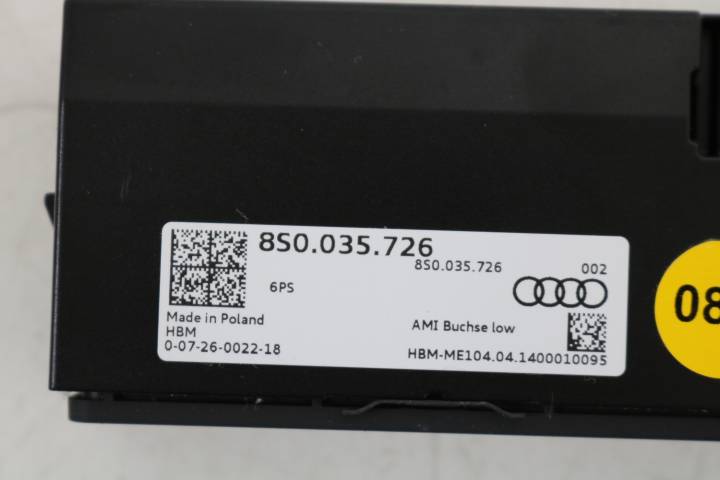 8S0.035.726
8S0.035.726 002
6PS
Made in Poland
HBM
AMI Buchse low
0-07-26-0022-18
HBM-ME104.04.1400010095
08